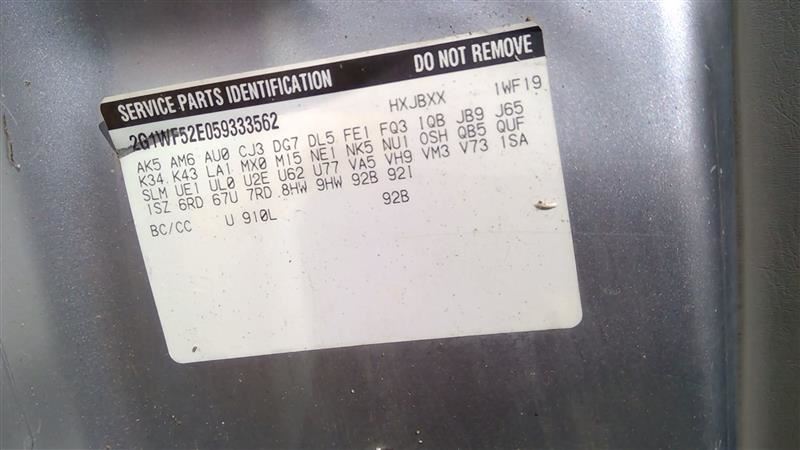 SERVICE PARTS IDENTIFICATION DO NOT REMOVE
2G1WF52E059333562 HXJBXX 1WF19
AK5 AM6 AU0 CJ3 DG7 DL5 FE1 FQ3 1QB JB9 J65
K34 K43 LA1 MX0 M15 NE1 NK5 NU1 OSH QB5 QUF
SLM UE1 UL0 U2E U62 U77 VA5 VH9 VM3 V73 1SA
1SZ 6RD 67U 7RD 8HW 9HW 92B 92I
BC/CC U 910L 92B